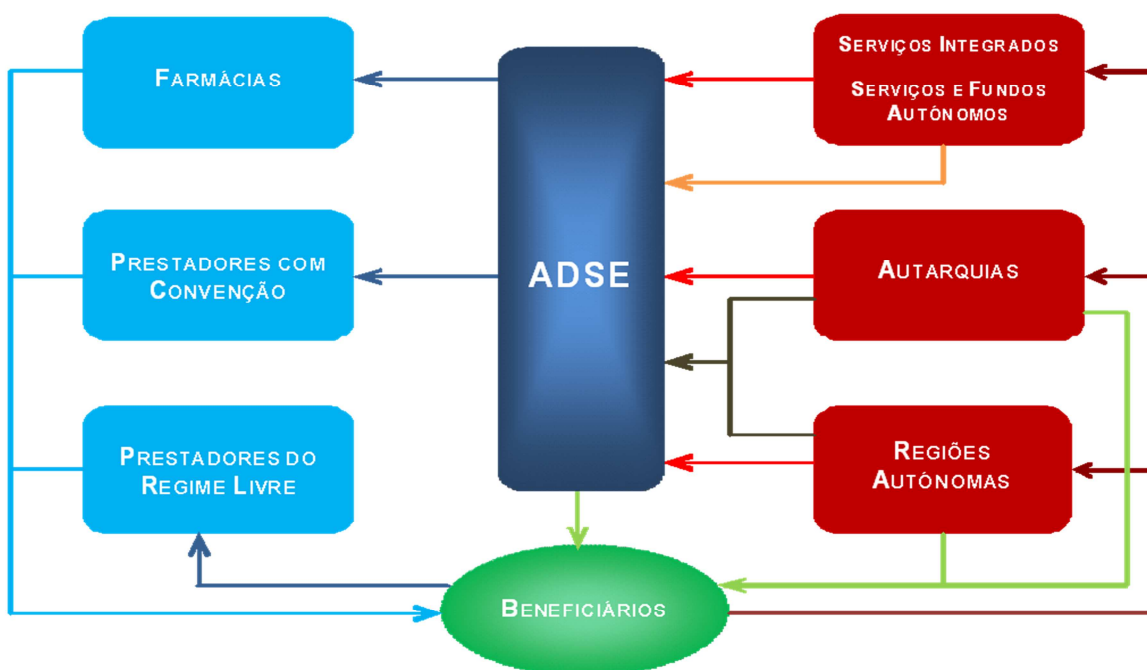 SERVIÇOS INTEGRADOS
SERVIÇOS E FUNDOS
AUTÓNOMOS
FARMÁCIAS
PRESTADORES COM
CONVENÇÃO
ADSE
AUTARQUIAS
PRESTADORES DO
REGIME LIVRE
REGIÕES
AUTÓNOMAS
BENEFICIÁRIOS